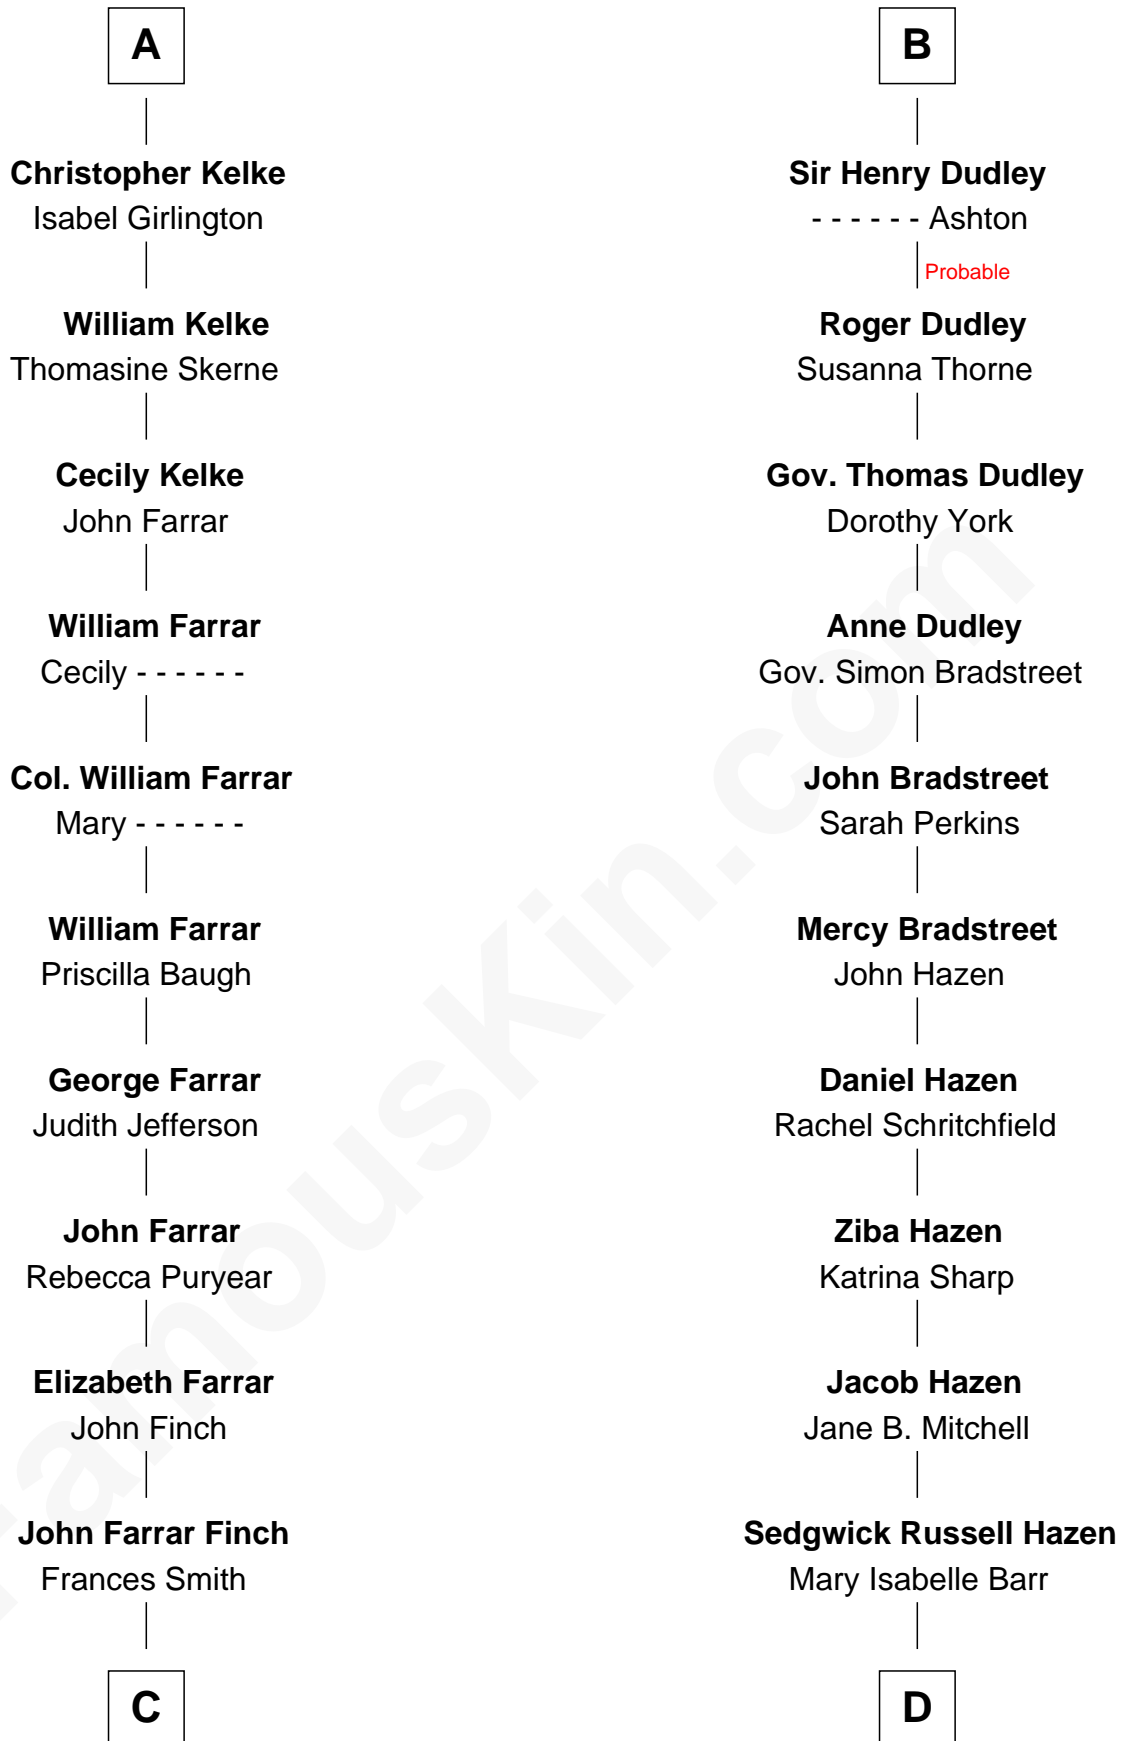 A
Christopher Kelke
Isabel Girlington
William Kelke
Thomasine Skerne
Cecily Kelke
John Farrar
William Farrar
Cecily - - - - - -
Col. William Farrar
Mary - - - - - -
William Farrar
Priscilla Baugh
George Farrar
Judith Jefferson
John Farrar
Rebecca Puryear
Elizabeth Farrar
John Finch
John Farrar Finch
Frances Smith
C
B
Sir Henry Dudley
- - - - - - Ashton
Probable
Roger Dudley
Susanna Thorne
Gov. Thomas Dudley
Dorothy York
Anne Dudley
Gov. Simon Bradstreet
John Bradstreet
Sarah Perkins
Mercy Bradstreet
John Hazen
Daniel Hazen
Rachel Schritchfield
Ziba Hazen
Katrina Sharp
Jacob Hazen
Jane B. Mitchell
Sedgwick Russell Hazen
Mary Isabelle Barr
D
FamousKin.com